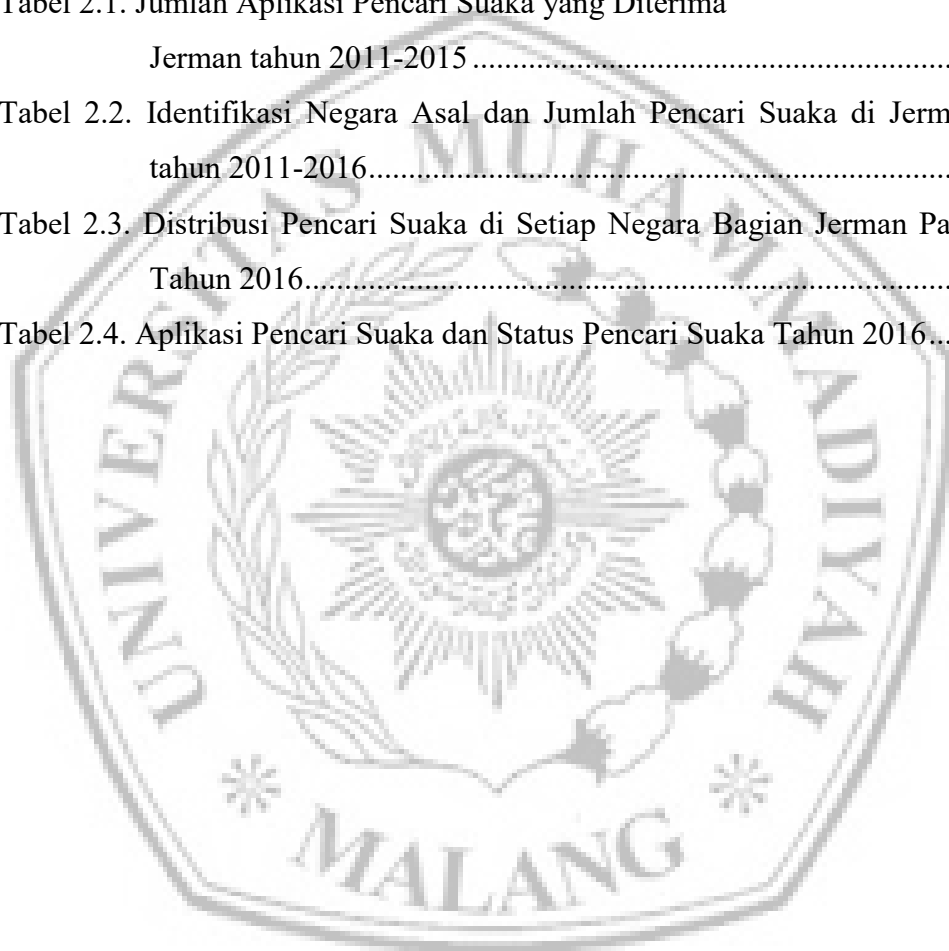 Tabel 2.1. Jumlah Aplikasi Pencari Suaka yang Diterima
Jerman tahun 2011-2015......................................................
Tabel 2.2. Identifikasi Negara Asal dan Jumlah Pencari Suaka di Jerm
tahun 2011-2016..................................................................
Tabel 2.3. Distribusi Pencari Suaka di Setiap Negara Bagian Jerman Pa
Tahun 2016.........................................................................
Tabel 2.4. Aplikasi Pencari Suaka dan Status Pencari Suaka Tahun 2016...
UNIVERSITAS MUHAMMADIYAH
MALANG